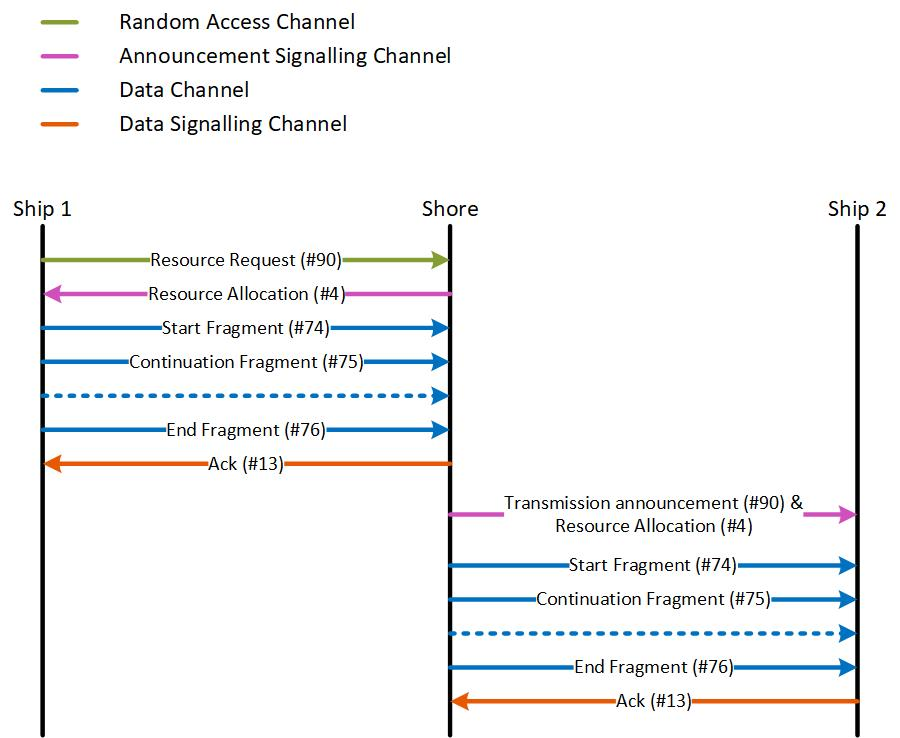 Random Access Channel
Announcement Signalling Channel
Data Channel
Data Signalling Channel
Ship 1
Shore
Ship 2
Resource Request (#90)
Resource Allocation (#4)
Start Fragment (#74)
Continuation Fragment (#75)
End Fragment (#76)
Ack (#13)
Transmission announcement (#90) &
Resource Allocation (#4)
Start Fragment (#74)
Continuation Fragment (#75)
End Fragment (#76)
Ack (#13)